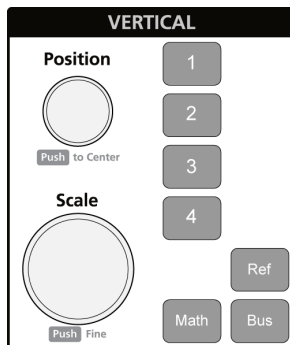 VERTICAL
Position
Push to Center
Scale
Push Fine
1
2
3
4
Ref
Math
Bus